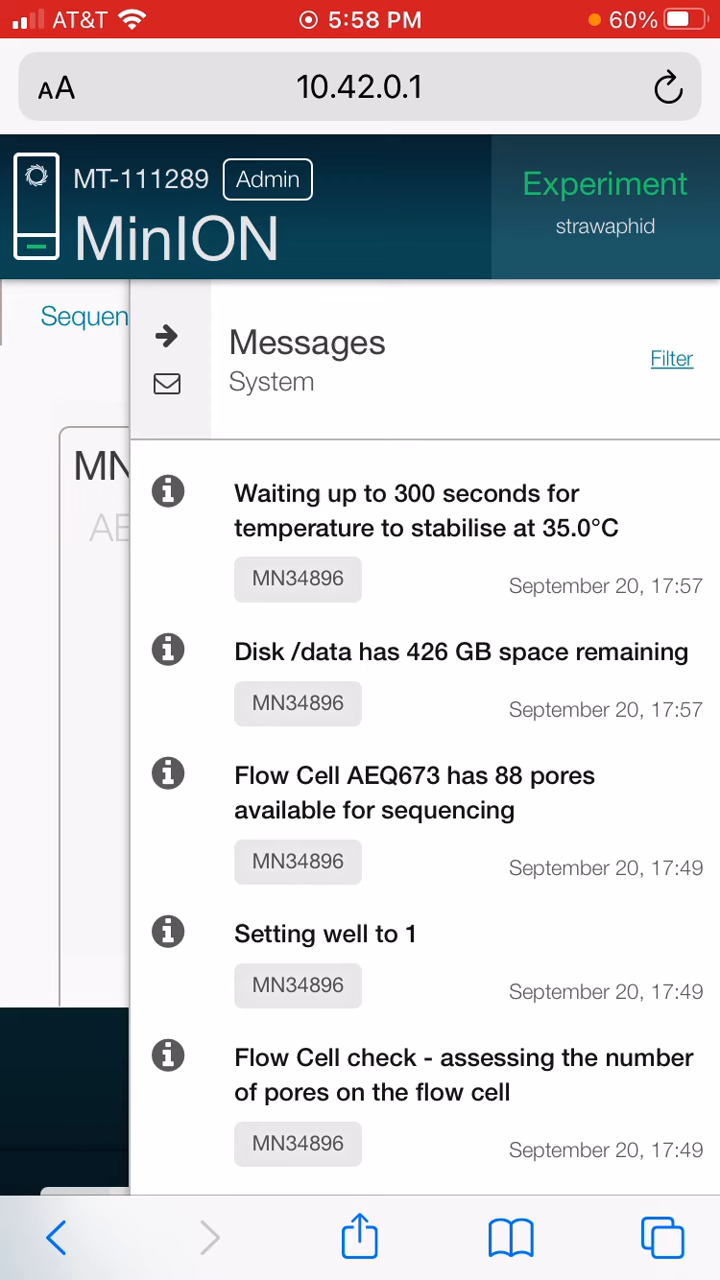 AT&T
5:58 PM
60%
AA
10.42.0.1
MT-111289
Admin
MinION
Experiment
strawaphid
Sequen
Messages
System
Filter
MN
AE
Waiting up to 300 seconds for
temperature to stabilise at 35.0°C
MN34896
September 20, 17:57
Disk /data has 426 GB space remaining
MN34896
September 20, 17:57
Flow Cell AEQ673 has 88 pores
available for sequencing
MN34896
September 20, 17:49
Setting well to 1
MN34896
September 20, 17:49
Flow Cell check - assessing the number
of pores on the flow cell
MN34896
September 20, 17:49